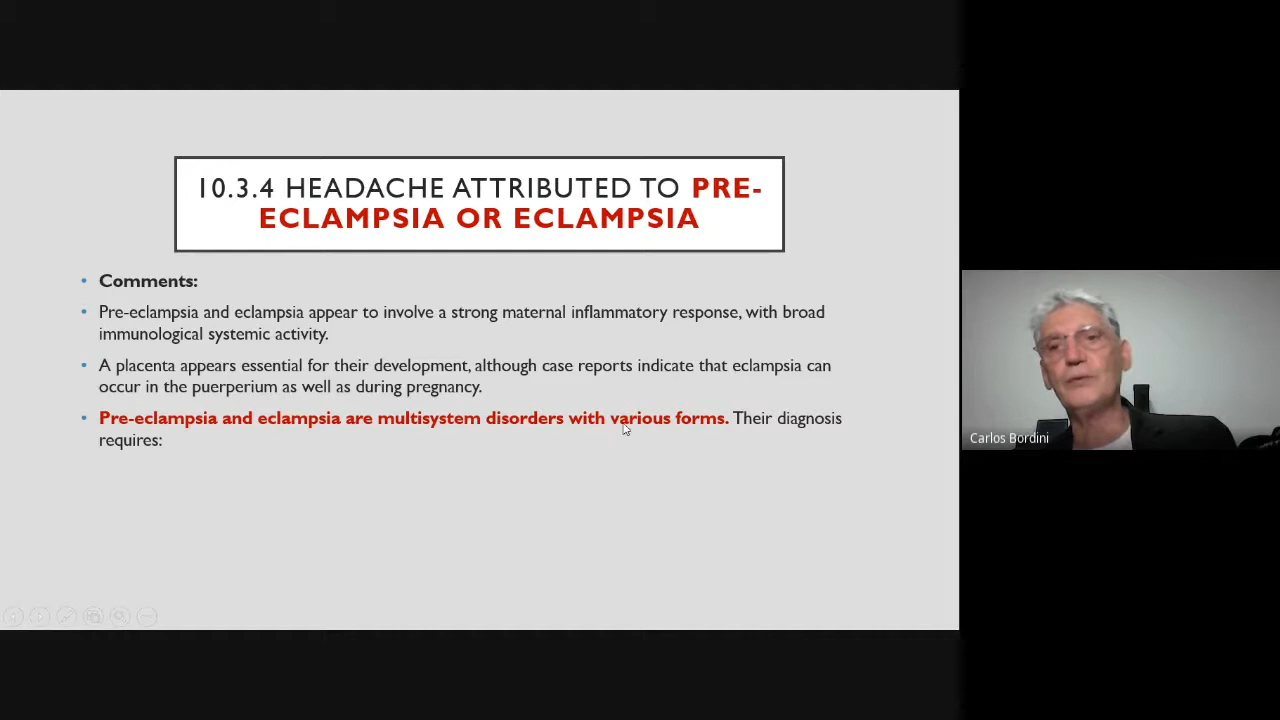 10.3.4 HEADACHE ATTRIBUTED TO PRE-
ECLAMPSIA OR ECLAMPSIA
• Comments:
• Pre-eclampsia and eclampsia appear to involve a strong maternal inflammatory response, with broad
immunological systemic activity.
• A placenta appears essential for their development, although case reports indicate that eclampsia can
occur in the puerperium as well as during pregnancy.
• Pre-eclampsia and eclampsia are multisystem disorders with various forms. Their diagnosis
requires:
Carlos Bordini